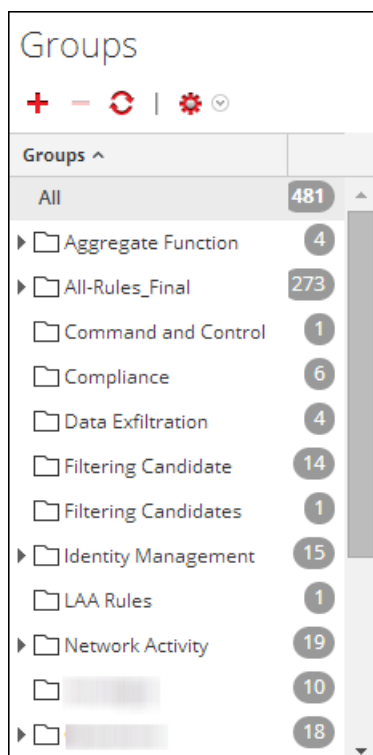 Groups
Groups
All 481
Aggregate Function 4
All-Rules_Final 273
Command and Control 1
Compliance 6
Data Exfiltration 4
Filtering Candidate 14
Filtering Candidates 1
Identity Management 15
LAA Rules 1
Network Activity 19
10
18